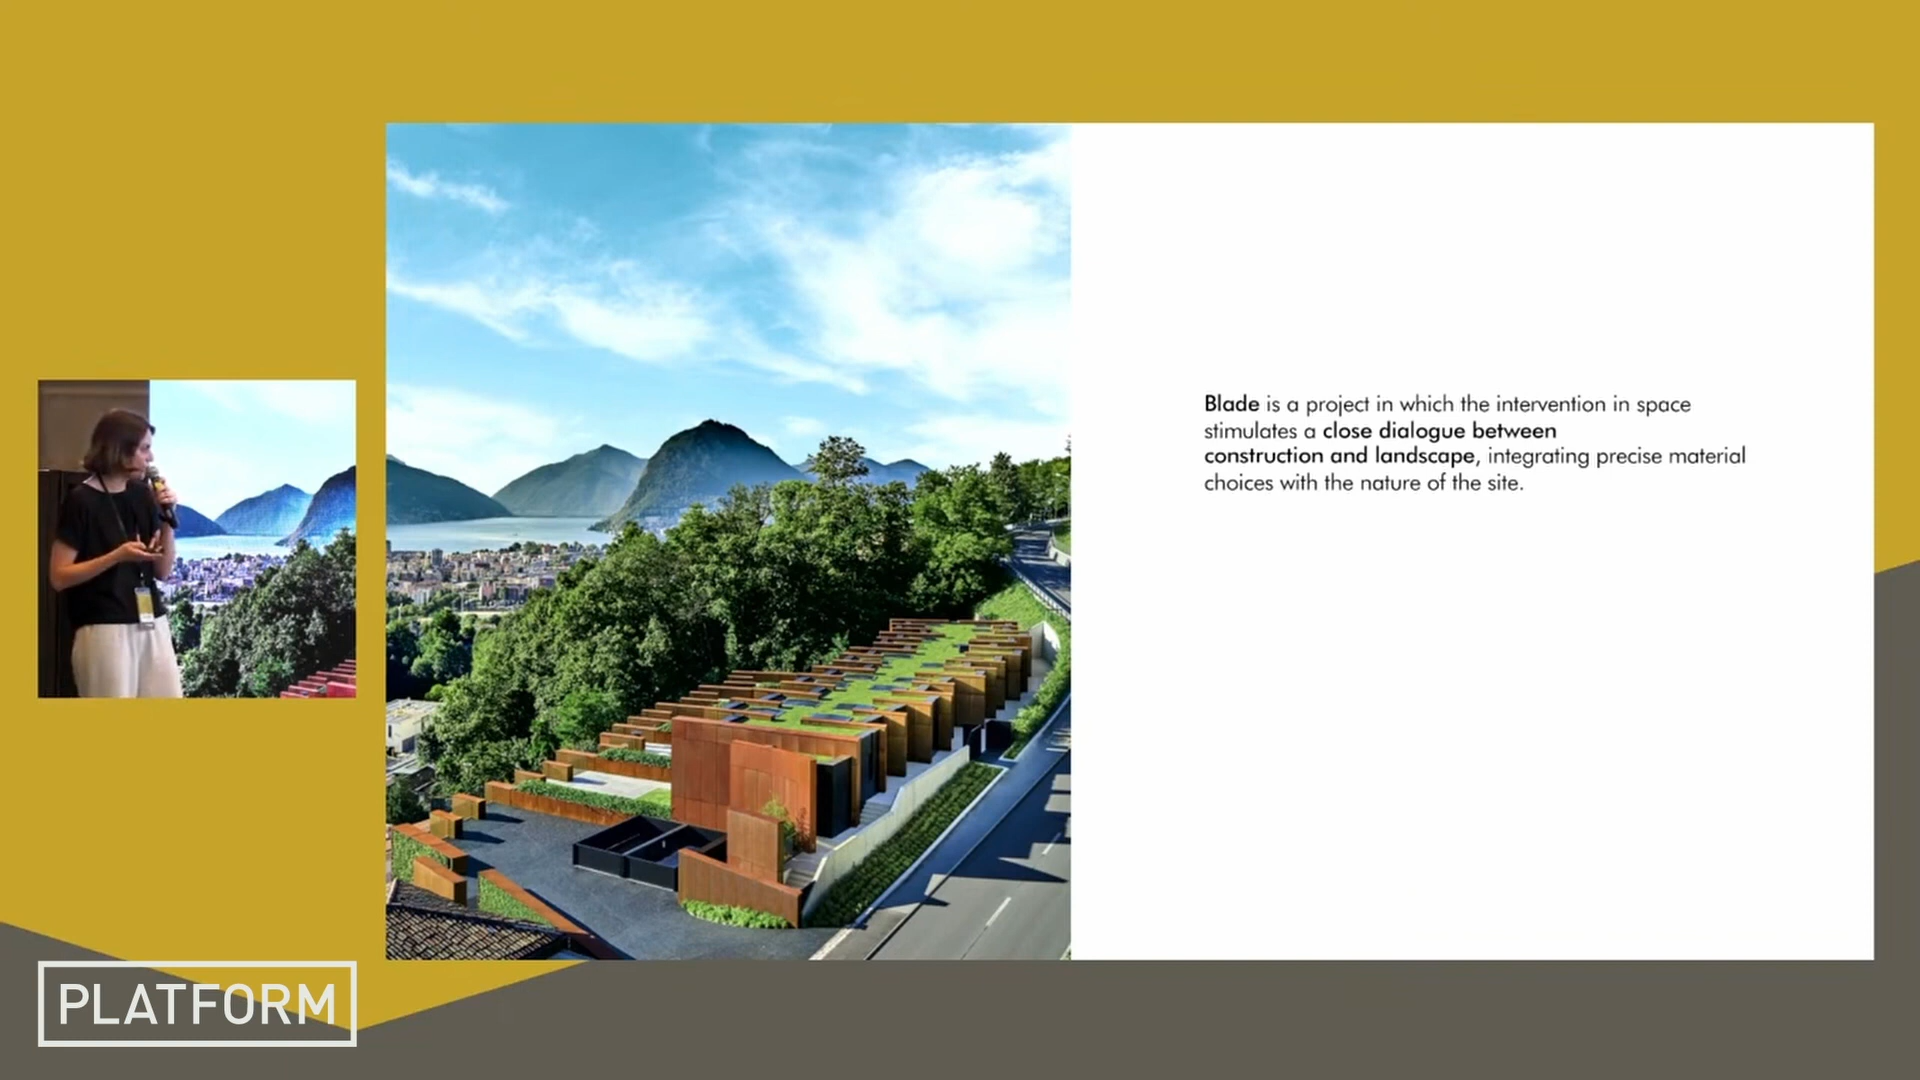 Blade is a project in which the intervention in space
stimulates a close dialogue between
construction and landscape, integrating precise material
choices with the nature of the site.
PLATFORM